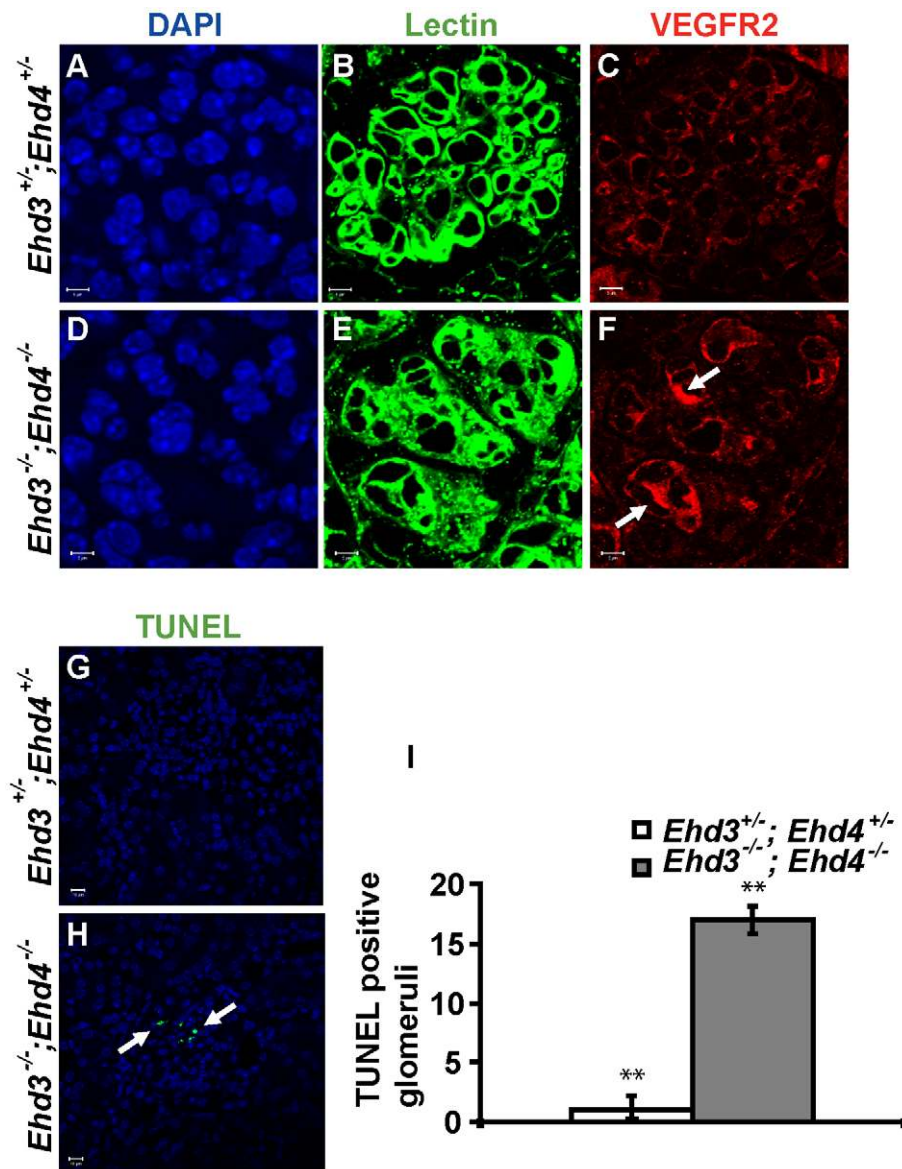 DAPI Lectin VEGFR2
Ehd3+/-;Ehd4+/-
A B C
Ehd3-/-;Ehd4-/-
D E F
TUNEL
Ehd3+/-;Ehd4+/-
G
Ehd3-/-;Ehd4-/-
H
I
Ehd3+/-; Ehd4+/-
Ehd3-/-; Ehd4-/-
TUNEL positive
glomeruli
20
15
10
5
0
**
**